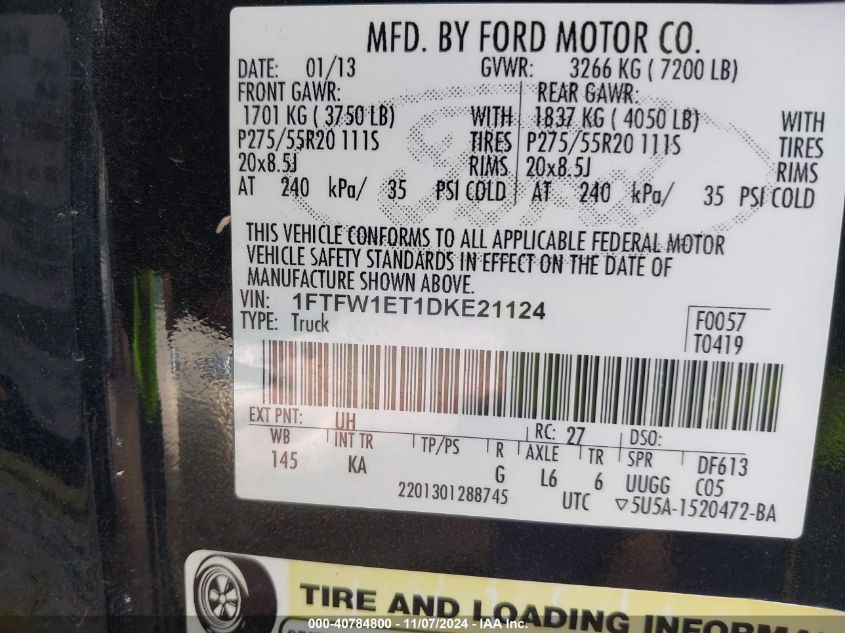 MFD. BY FORD MOTOR CO.
DATE: 01/13 GVWR: 3266 KG ( 7200 LB)
FRONT GAWR: REAR GAWR:
1701 KG ( 3750 LB) WITH 1837 KG ( 4050 LB) WITH
P275/55R20 111S TIRES P275/55R20 111S TIRES
20x8.5J RIMS 20x8.5J RIMS
AT 240 kPa/ 35 PSI COLD AT 240 kPa/ 35 PSI COLD
THIS VEHICLE CONFORMS TO ALL APPLICABLE FEDERAL MOTOR
VEHICLE SAFETY STANDARDS IN EFFECT ON THE DATE OF
MANUFACTURE SHOWN ABOVE.
VIN: 1FTFW1ET1DKE21124
TYPE: Truck
F0057
T0419
EXT PNT: UH RC: 27 DSO:
WB INT TR TP/PS R AXLE TR SPR DF613
145 KA G L6 6 UUGG C05
2201301288745 UTC ▽5U5A-1520472-BA
TIRE AND LOADING INFORMA
000-40784800 - 11/07/2024 - IAA Inc.